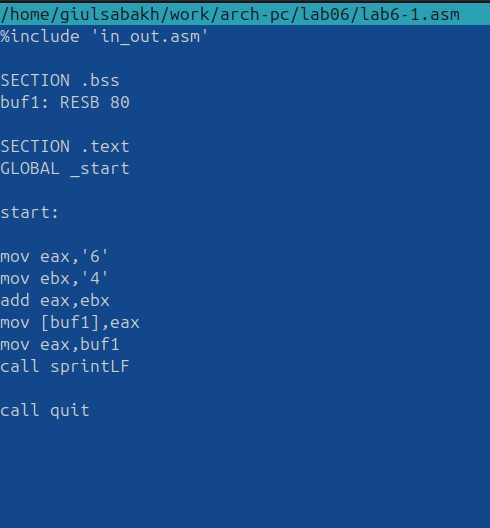 /home/giulsabakh/work/arch-pc/lab06/lab6-1.asm
%include 'in_out.asm'
SECTION .bss
buf1: RESB 80
SECTION .text
GLOBAL _start
start:
mov eax,'6'
mov ebx,'4'
add eax,ebx
mov [buf1],eax
mov eax,buf1
call sprintLF
call quit